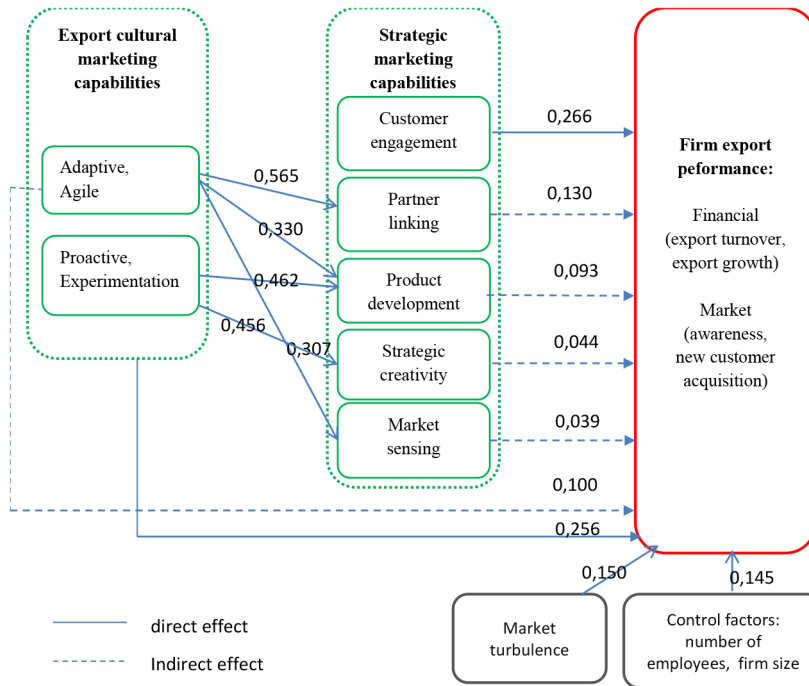 Export cultural
marketing
capabilities
Adaptive,
Agile
Proactive,
Experimentation
0,565
0,330
0,462
0,456
0,307
Strategic
marketing
capabilities
Customer
engagement
Partner
linking
Product
development
Strategic
creativity
Market
sensing
0,266
0,130
0,093
0,044
0,039
0,100
0,256
0,150
0,145
Firm export
peformance:
Financial
(export turnover,
export growth)
Market
(awareness,
new customer
acquisition)
Market
turbulence
Control factors:
number of
employees, firm size
direct effect
Indirect effect